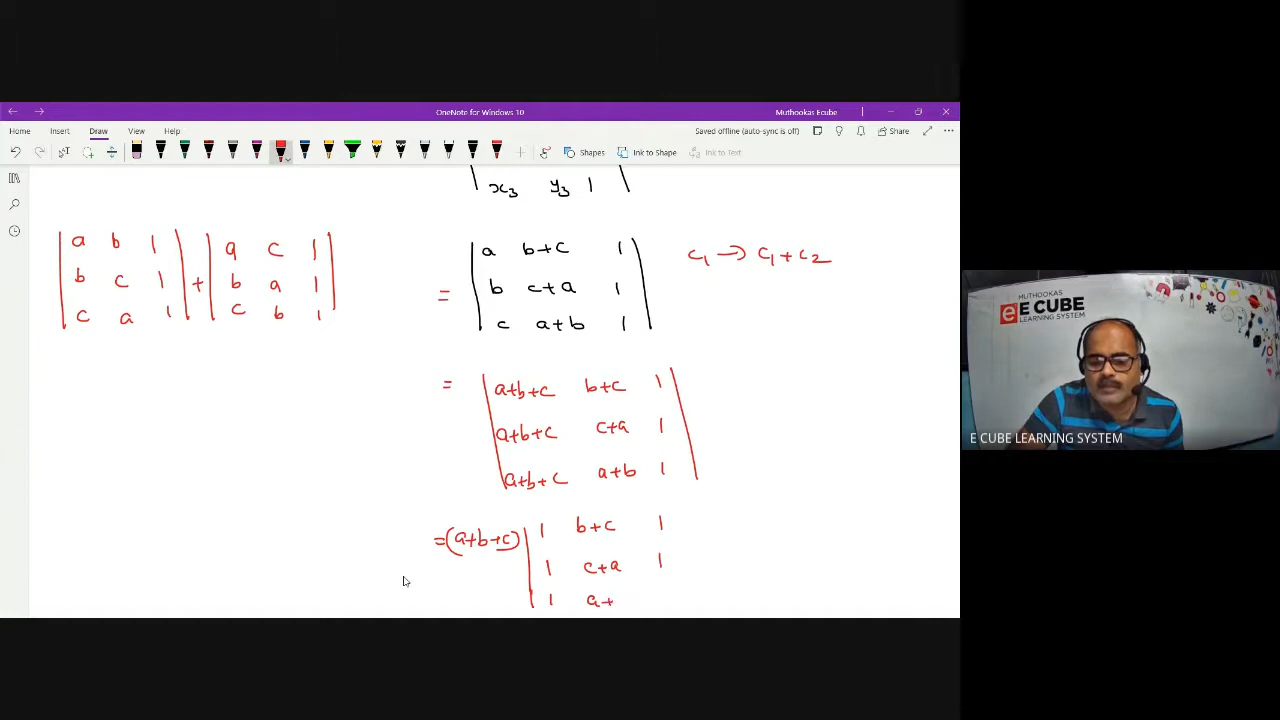 OneNote for Windows 10
Muthookas Ecube
Home Insert Draw View Help
Saved offline (auto-sync is off)
Share
Shapes
Ink to Shape
Ink to Text
x₃ y₃ 1
| a b 1 | + | a c 1 | = | a b+c 1 | C₁ → C₁ + C₂
| b c 1 | | b a 1 | | b c+a 1 |
| c a 1 | | c b 1 | | c a+b 1 |
= | a+b+c b+c 1 |
| a+b+c c+a 1 |
| a+b+c a+b 1 |
=(a+b+c) | 1 b+c 1
| 1 c+a 1
| 1 a+
MUTHOOKAS
e E CUBE
LEARNING SYSTEM
E CUBE LEARNING SYSTEM